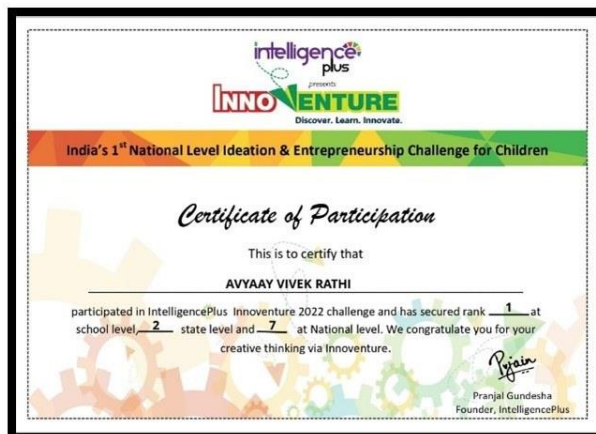 intelligence
plus
presents
INNOVENTURE
Discover. Learn. Innovate.
India's 1st National Level Ideation & Entrepreneurship Challenge for Children
Certificate of Participation
This is to certify that
AVYAAY VIVEK RATHI
participated in IntelligencePlus Innoventure 2022 challenge and has secured rank 1 at
school level, 2 state level and 7 at National level. We congratulate you for your
creative thinking via Innoventure.
Pjain
Pranjal Gundesha
Founder, IntelligencePlus